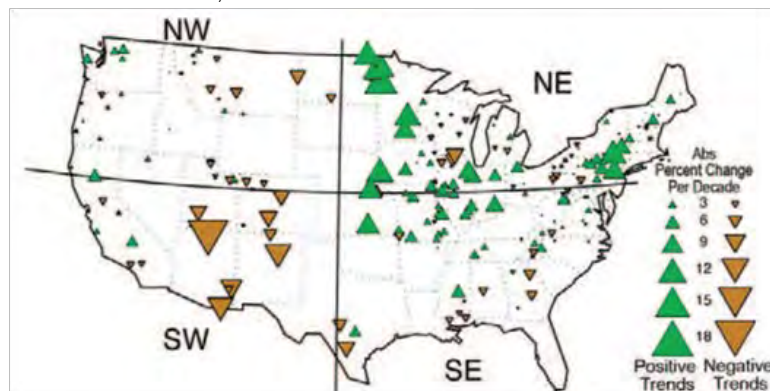 NW
NE
Abs
Percent Change
Per Decade
3
6
9
12
15
18
SW
SE
Positive Negative
Trends Trends